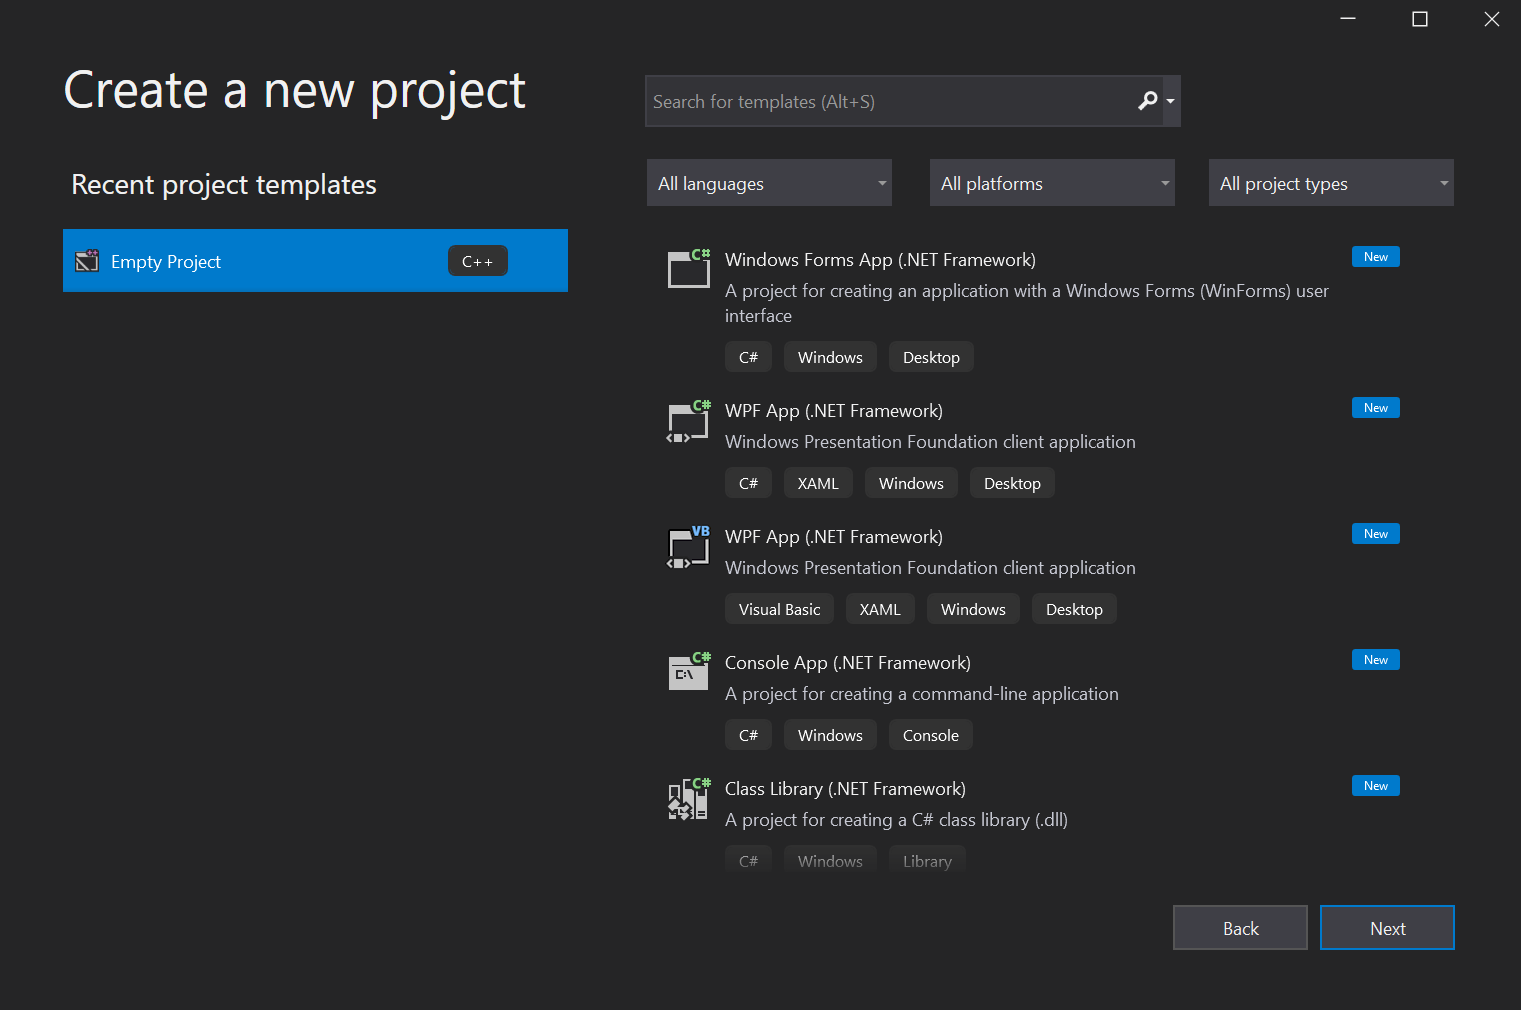 Create a new project
Search for templates (Alt+S)
Recent project templates
All languages
All platforms
All project types
++
Empty Project
C++
C#
Windows Forms App (.NET Framework)
New
A project for creating an application with a Windows Forms (WinForms) user
interface
C# Windows Desktop
C#
WPF App (.NET Framework)
New
Windows Presentation Foundation client application
C# XAML Windows Desktop
VB
WPF App (.NET Framework)
New
Windows Presentation Foundation client application
Visual Basic XAML Windows Desktop
C#
C:\
Console App (.NET Framework)
New
A project for creating a command-line application
C# Windows Console
C#
Class Library (.NET Framework)
New
A project for creating a C# class library (.dll)
C# Windows Library
Back
Next